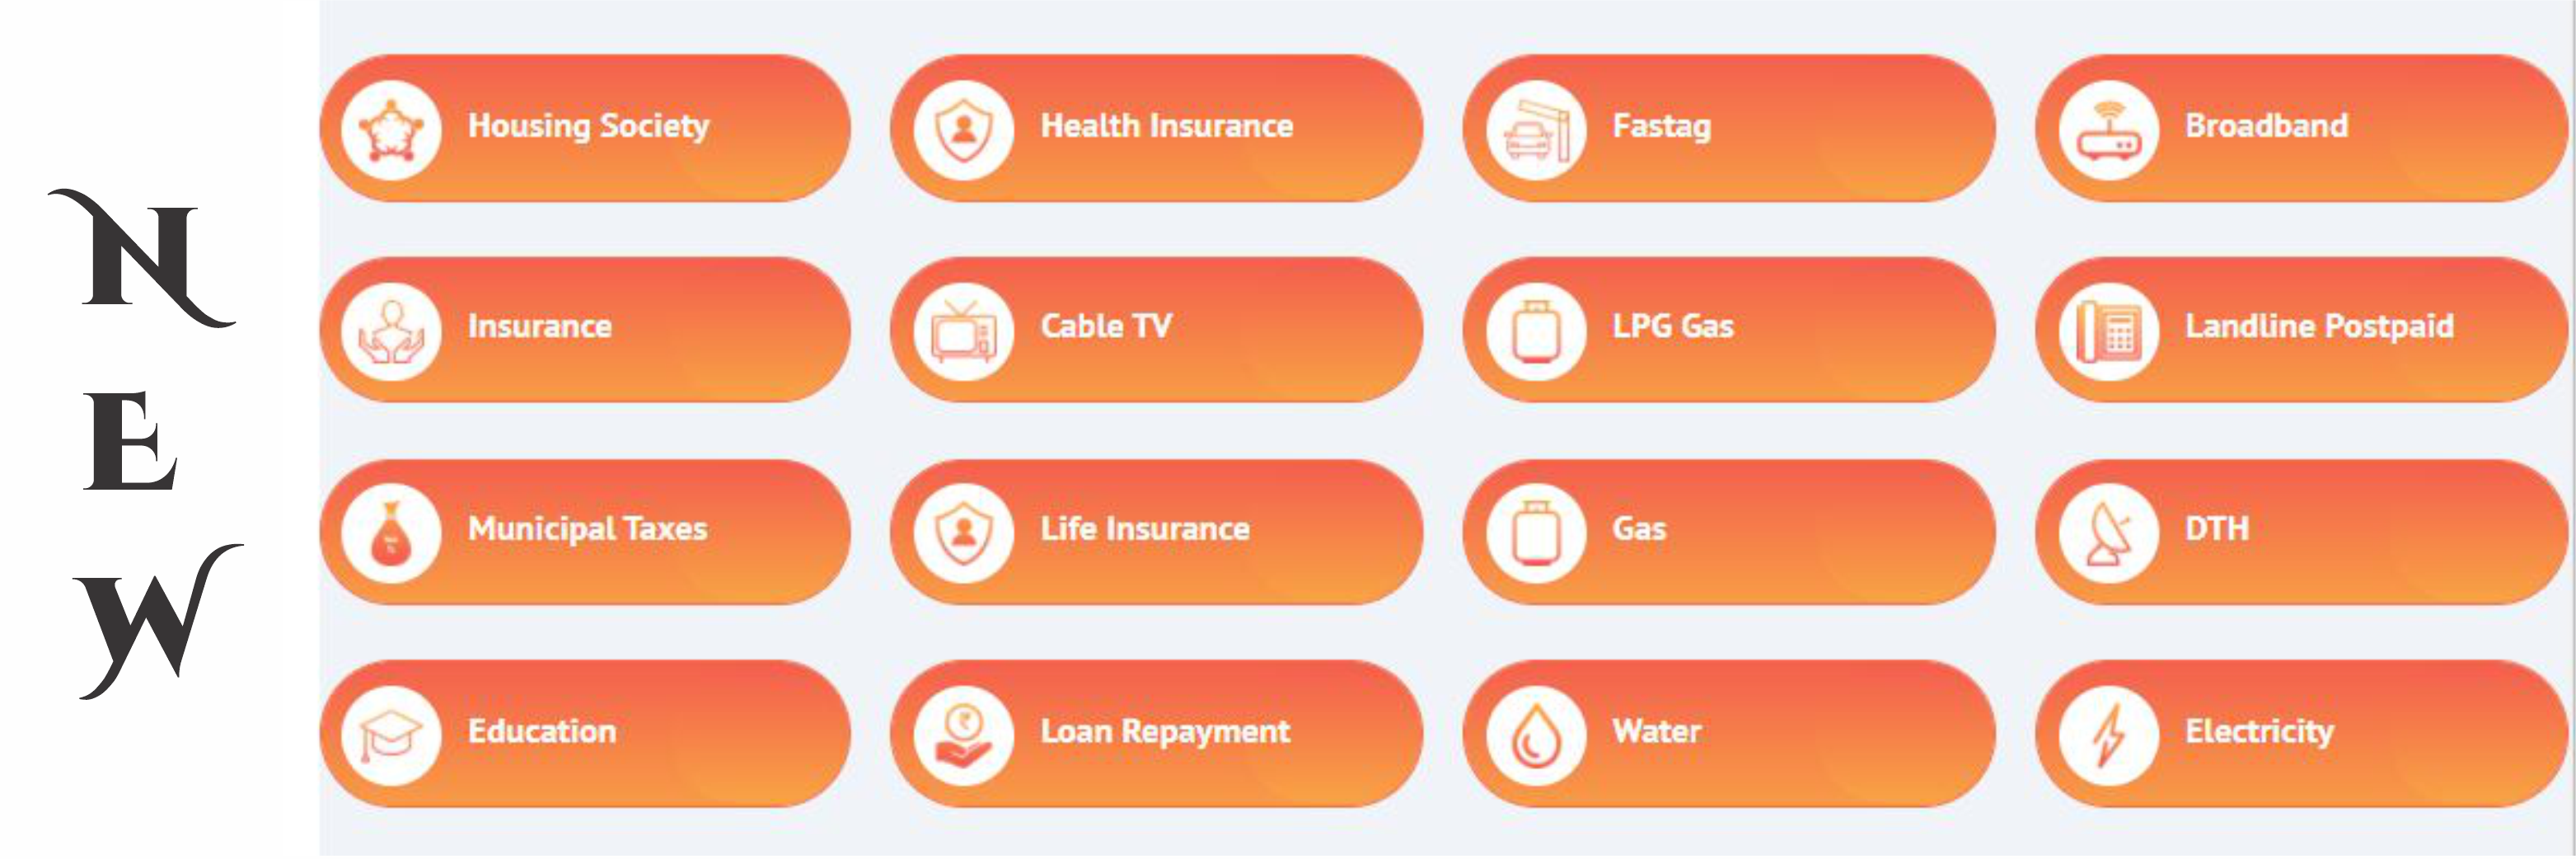 N
E
W
Housing Society
Health Insurance
Fastag
Broadband
Insurance
Cable TV
LPG Gas
Landline Postpaid
Municipal Taxes
Life Insurance
Gas
DTH
Education
Loan Repayment
Water
Electricity